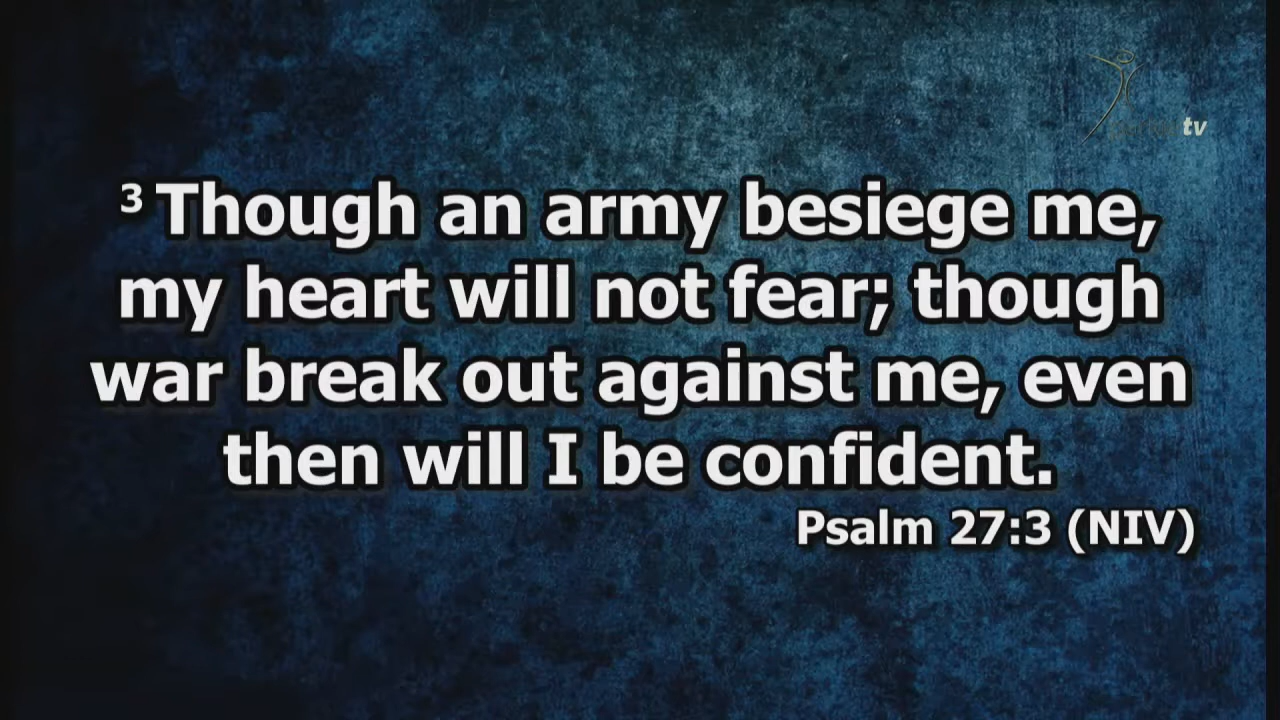 tv
3 Though an army besiege me,
my heart will not fear; though
war break out against me, even
then will I be confident.
Psalm 27:3 (NIV)